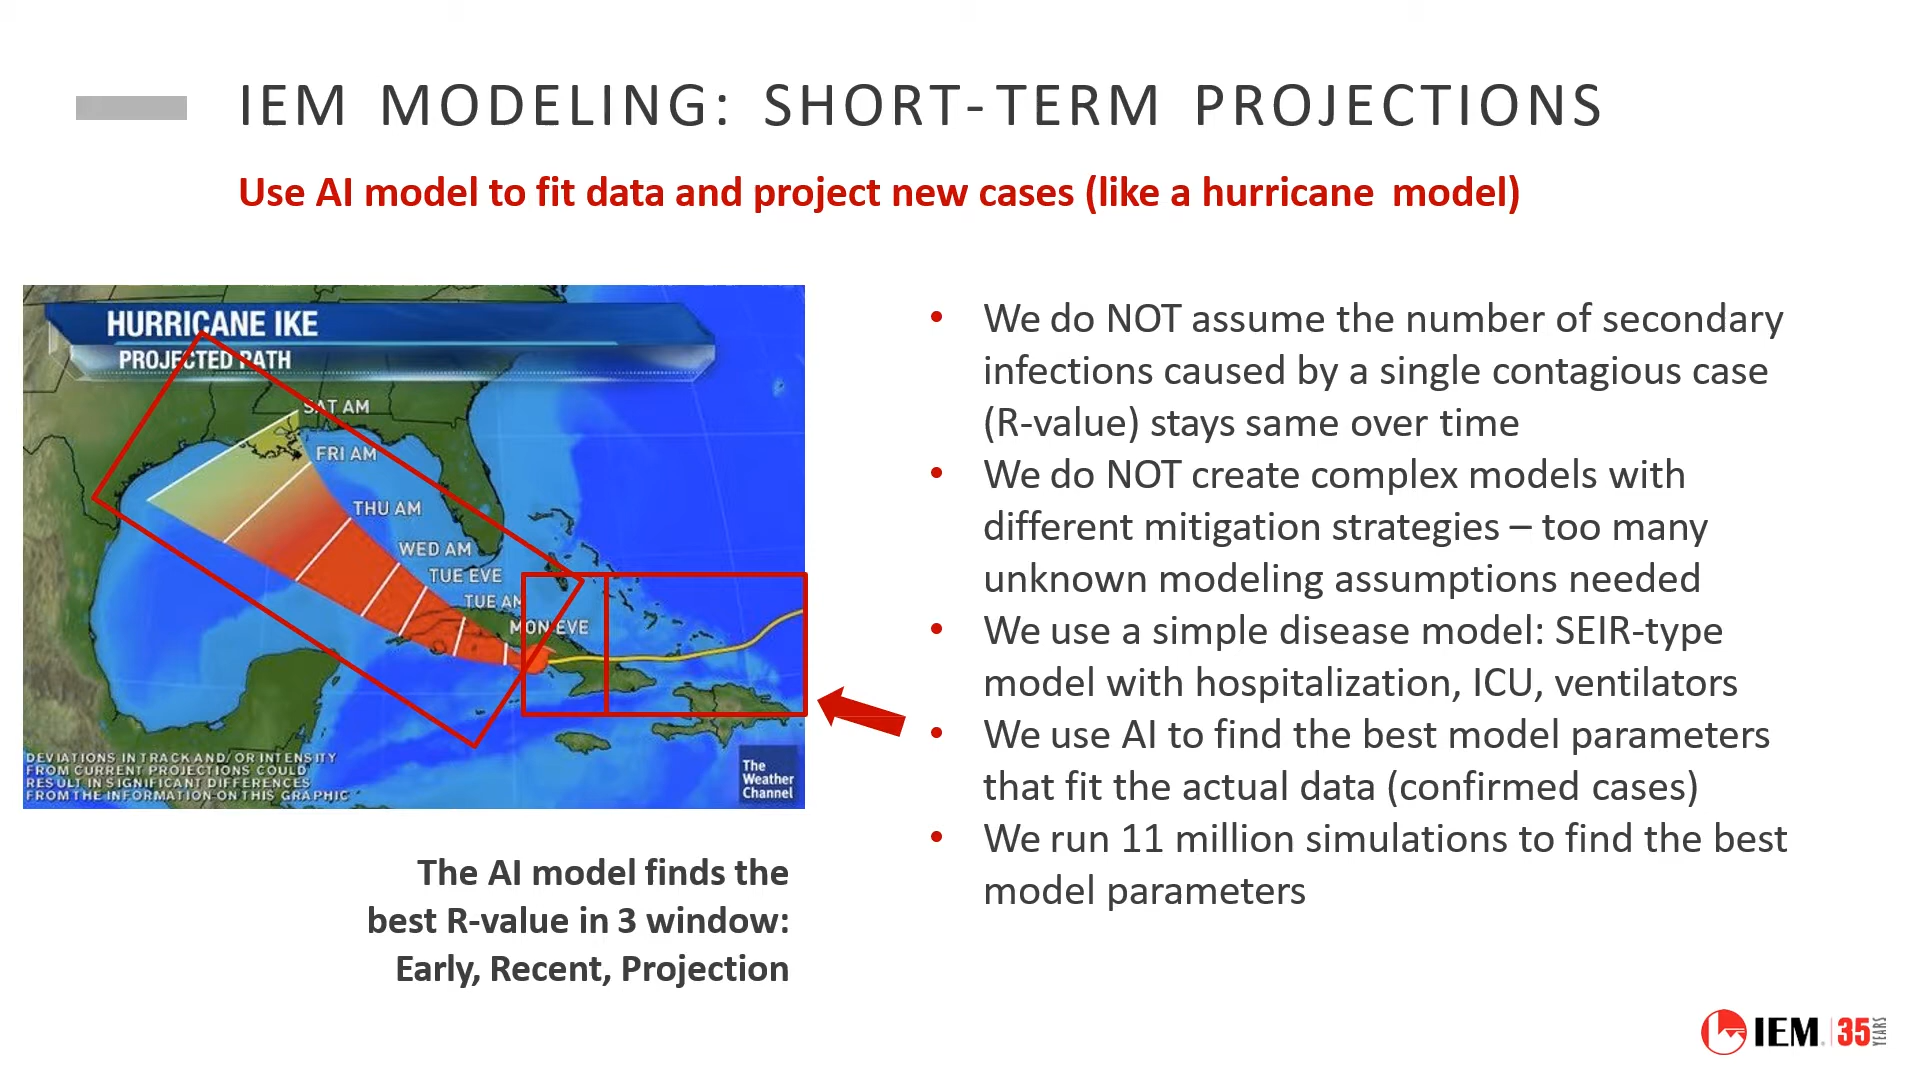 IEM MODELING: SHORT-TERM PROJECTIONS
Use AI model to fit data and project new cases (like a hurricane model)
HURRICANE IKE
PROJECTED PATH
SAT AM
FRI AM
THU AM
WED AM
TUE EVE
TUE AM
MON EVE
DEVIATIONS IN TRACK AND/OR INTENSITY
FROM CURRENT PROJECTIONS COULD
RESULT IN SIGNIFICANT DIFFERENCES
FROM THE INFORMATION ON THIS GRAPHIC
The
Weather
Channel
The AI model finds the
best R-value in 3 window:
Early, Recent, Projection
• We do NOT assume the number of secondary
infections caused by a single contagious case
(R-value) stays same over time
• We do NOT create complex models with
different mitigation strategies – too many
unknown modeling assumptions needed
• We use a simple disease model: SEIR-type
model with hospitalization, ICU, ventilators
• We use AI to find the best model parameters
that fit the actual data (confirmed cases)
• We run 11 million simulations to find the best
model parameters
IEM 35 YEARS